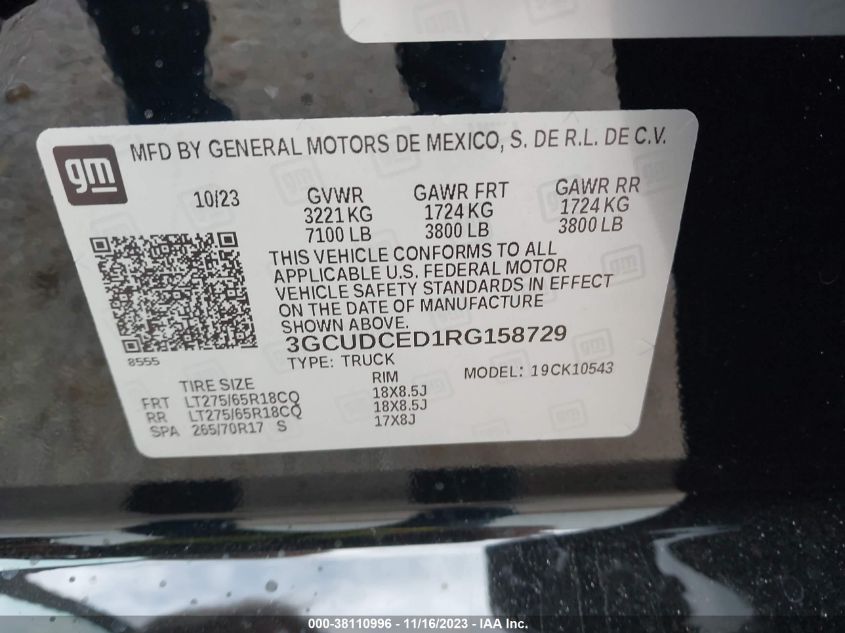 gm MFD BY GENERAL MOTORS DE MEXICO, S. DE R.L. DE C.V.
10/23 GVWR GAWR FRT GAWR RR
3221 KG 1724 KG 1724 KG
7100 LB 3800 LB 3800 LB
THIS VEHICLE CONFORMS TO ALL
APPLICABLE U.S. FEDERAL MOTOR
VEHICLE SAFETY STANDARDS IN EFFECT
ON THE DATE OF MANUFACTURE
SHOWN ABOVE.
8555
3GCUDCED1RG158729
TYPE: TRUCK MODEL: 19CK10543
TIRE SIZE RIM
FRT LT275/65R18CQ 18X8.5J
RR LT275/65R18CQ 18X8.5J
SPA 265/70R17 S 17X8J
000-38110996 - 11/16/2023 - IAA Inc.